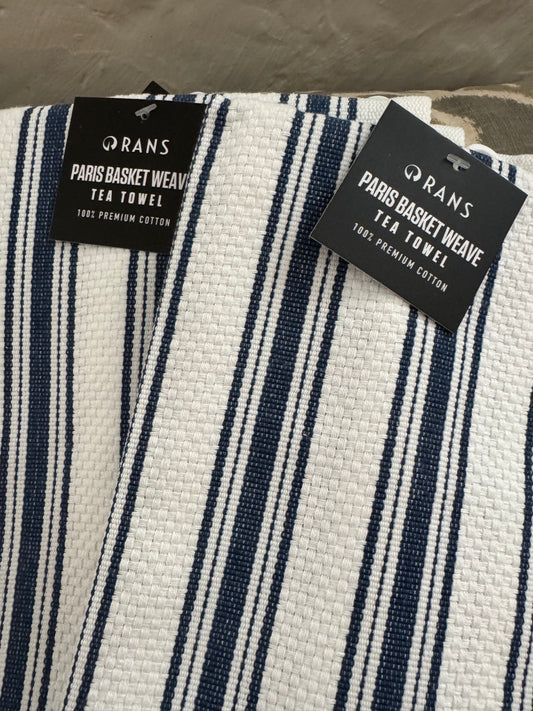 RANS
PARIS BASKET WEAVE
TEA TOWEL
100% PREMIUM COTTON
RANS
PARIS BASKET WEAVE
TEA TOWEL
100% PREMIUM COTTON